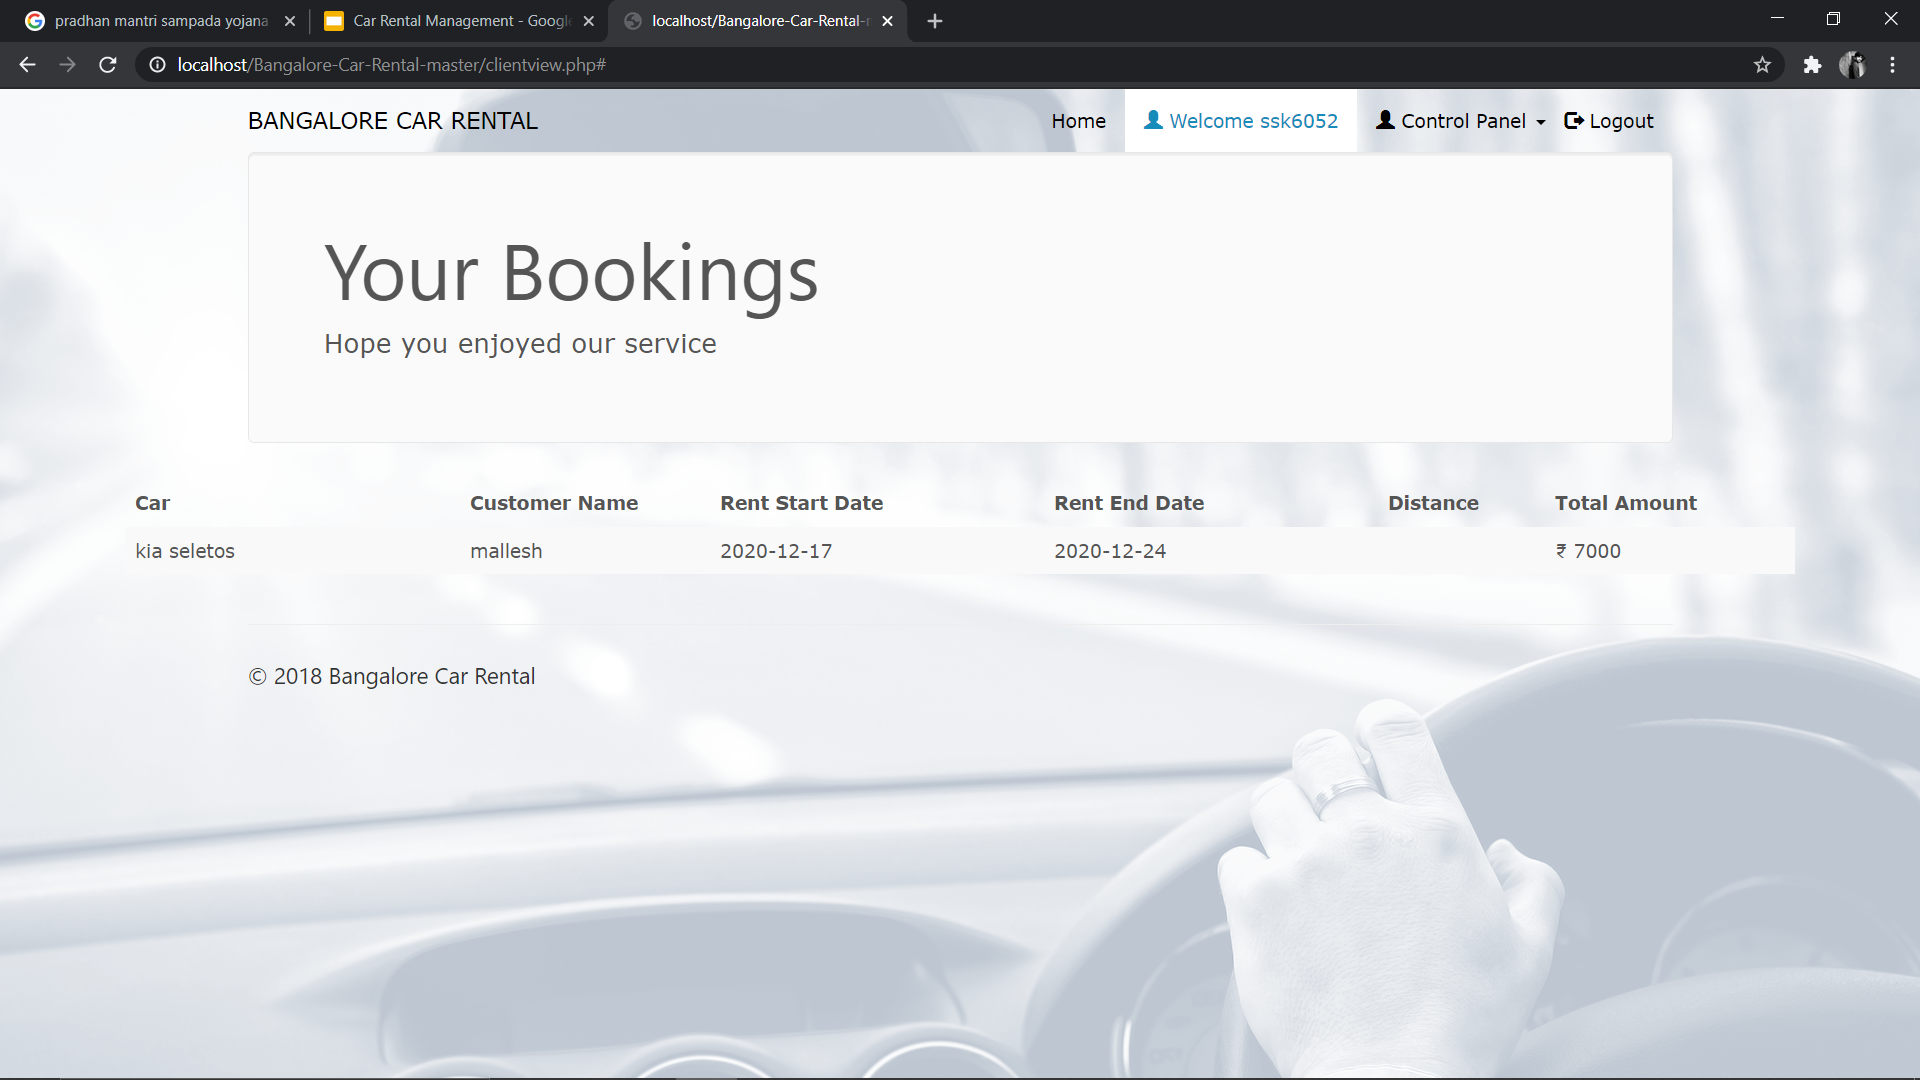 pradhan mantri sampada yojana
Car Rental Management - Google
localhost/Bangalore-Car-Rental-m
localhost/Bangalore-Car-Rental-master/clientview.php#
BANGALORE CAR RENTAL
Home
Welcome ssk6052
Control Panel
Logout
Your Bookings
Hope you enjoyed our service
Car Customer Name Rent Start Date Rent End Date Distance Total Amount
kia seletos mallesh 2020-12-17 2020-12-24 ₹ 7000
© 2018 Bangalore Car Rental